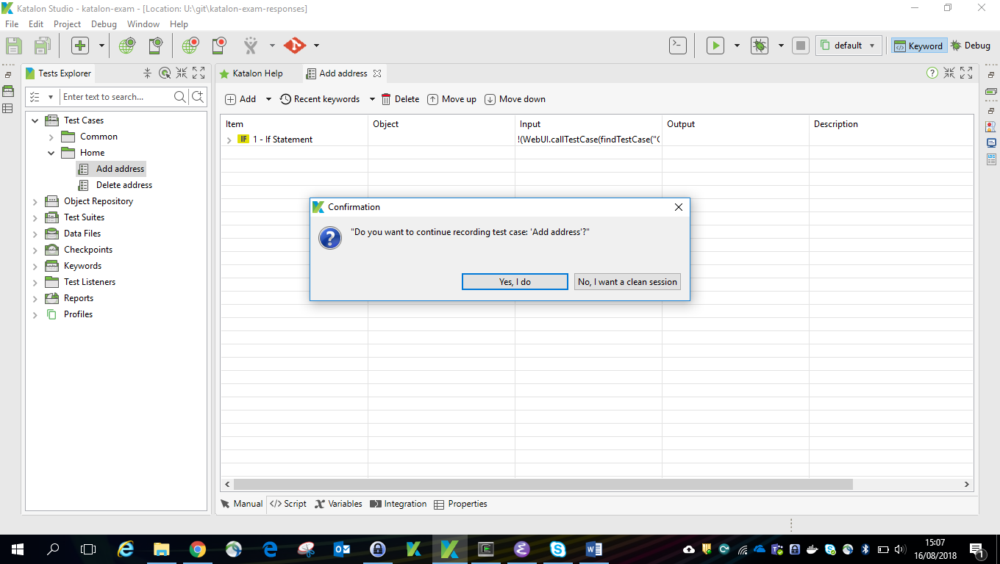 Katalon Studio - katalon-exam - [Location: U:\git\katalon-exam-responses]
File Edit Project Debug Window Help
default
Keyword
Debug
Tests Explorer
Katalon Help
Add address
Enter text to search...
Add
Recent keywords
Delete
Move up
Move down
Test Cases
Common
Home
Add address
Delete address
Object Repository
Test Suites
Data Files
Checkpoints
Keywords
Test Listeners
Reports
Profiles
Item Object Input Output Description
IF 1 - If Statement !(WebUI.callTestCase(findTestCase("C
Confirmation
"Do you want to continue recording test case: 'Add address'?"
Yes, I do
No, I want a clean session
Manual
</> Script
Variables
Integration
Properties
15:07
16/08/2018
1